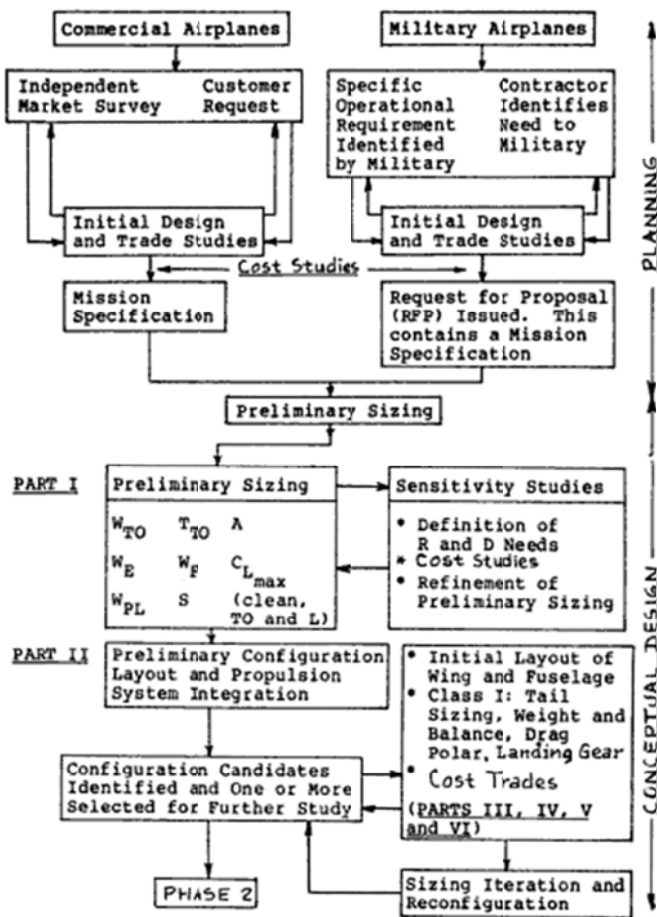 Commercial Airplanes
Military Airplanes
Independent Customer
Market Survey Request
Specific Contractor
Operational Identifies
Requirement Need to
Identified Military
by Military
Initial Design
and Trade Studies
Initial Design
and Trade Studies
Cost Studies
Mission
Specification
Request for Proposal
(RFP) Issued. This
contains a Mission
Specification
PLANNING
Preliminary Sizing
PART I
Preliminary Sizing
W_TO T_TO A
W_E W_F C_L_max
W_PL S (clean,
TO and L)
Sensitivity Studies
• Definition of
R and D Needs
* Cost Studies
• Refinement of
Preliminary Sizing
PART II
Preliminary Configuration
Layout and Propulsion
System Integration
• Initial Layout of
Wing and Fuselage
• Class I: Tail
Sizing, Weight and
Balance, Drag
Polar, Landing Gear
• Cost Trades
(PARTS III, IV, V
and VI)
Configuration Candidates
Identified and One or More
Selected for Further Study
PHASE 2
Sizing Iteration and
Reconfiguration
CONCEPTUAL DESIGN